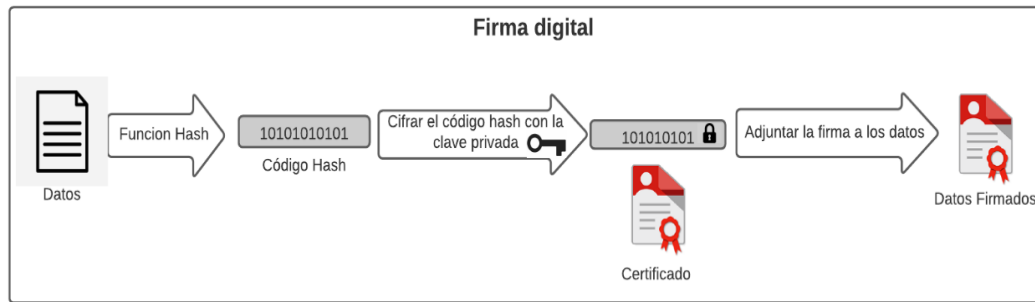 Firma digital
Funcion Hash
10101010101
Cifrar el código hash con la
clave privada
101010101
Adjuntar la firma a los datos
Código Hash
Datos
Datos Firmados
Certificado